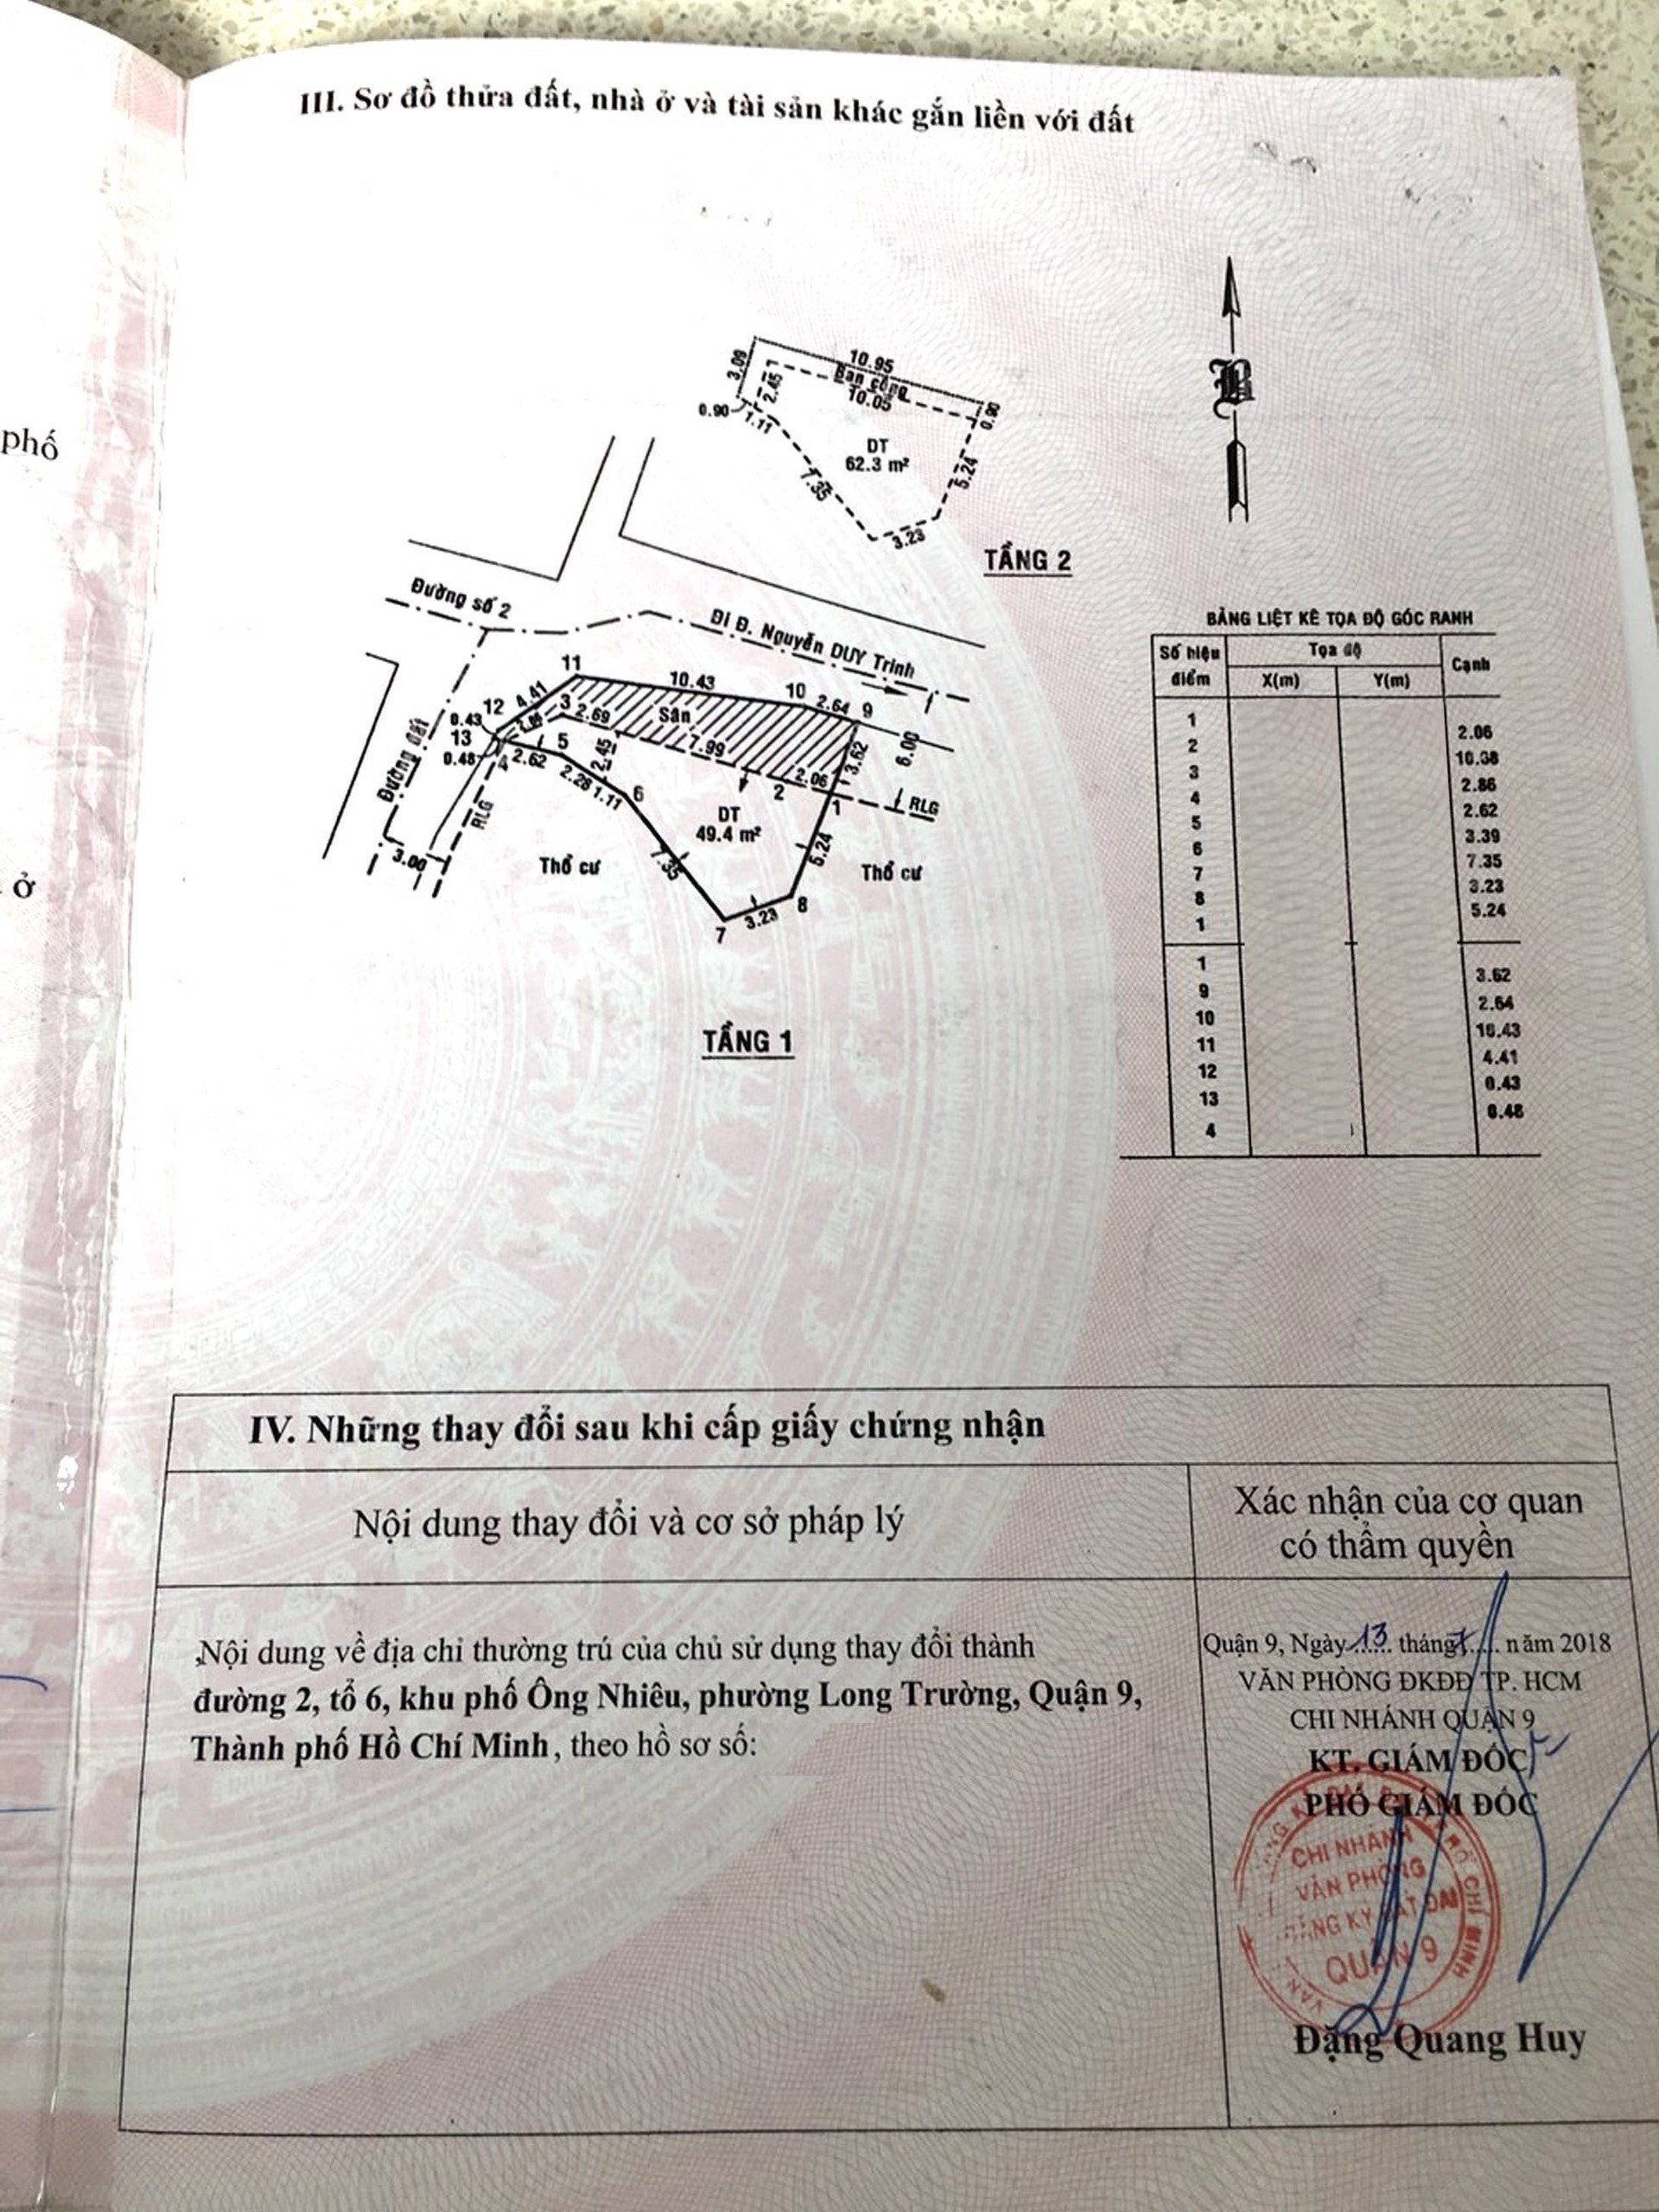 III. Sơ đồ thửa đất, nhà ở và tài sản khác gắn liền với đất
phố
ở
10.95
Ban công
10.05
3.09
2.45
0.90
0.90
1.11
DT
62.3 m²
7.35
5.24
3.23
TẦNG 2
B
Đường số 2
Đi Đ. Nguyễn DUY Trinh
11
10.43
10
2.64
9
12
4.41
3
2.69
Sân
0.43
13
0.48
4
2.62
5
2.45
7.99
2.06
3.62
6.00
2.28
1.11
6
2
1
RLG
Đường đất
RLG
DT
49.4 m²
3.00
Thổ cư
7.35
5.24
Thổ cư
8
3.23
7
TẦNG 1
BẢNG LIỆT KÊ TỌA ĐỘ GÓC RANH
Số hiệu điểm
Tọa độ
Cạnh
X(m)
Y(m)
1
2.06
2
10.38
3
2.86
4
2.62
5
3.39
6
7.35
7
3.23
8
5.24
1
1
3.62
9
2.64
10
10.43
11
4.41
12
0.43
13
0.48
4
IV. Những thay đổi sau khi cấp giấy chứng nhận
Nội dung thay đổi và cơ sở pháp lý
Xác nhận của cơ quan
có thẩm quyền
Nội dung về địa chỉ thường trú của chủ sử dụng thay đổi thành
đường 2, tổ 6, khu phố Ông Nhiêu, phường Long Trường, Quận 9,
Thành phố Hồ Chí Minh, theo hồ sơ số:
Quận 9, Ngày 13 tháng ..... năm 2018
VĂN PHÒNG ĐKĐĐ TP. HCM
CHI NHÁNH QUẬN 9
KT. GIÁM ĐỐC
PHÓ GIÁM ĐỐC
CHI NHÁNH
VĂN PHÒNG
ĐĂNG KÝ ĐẤT ĐAI
QUẬN 9
Đặng Quang Huy